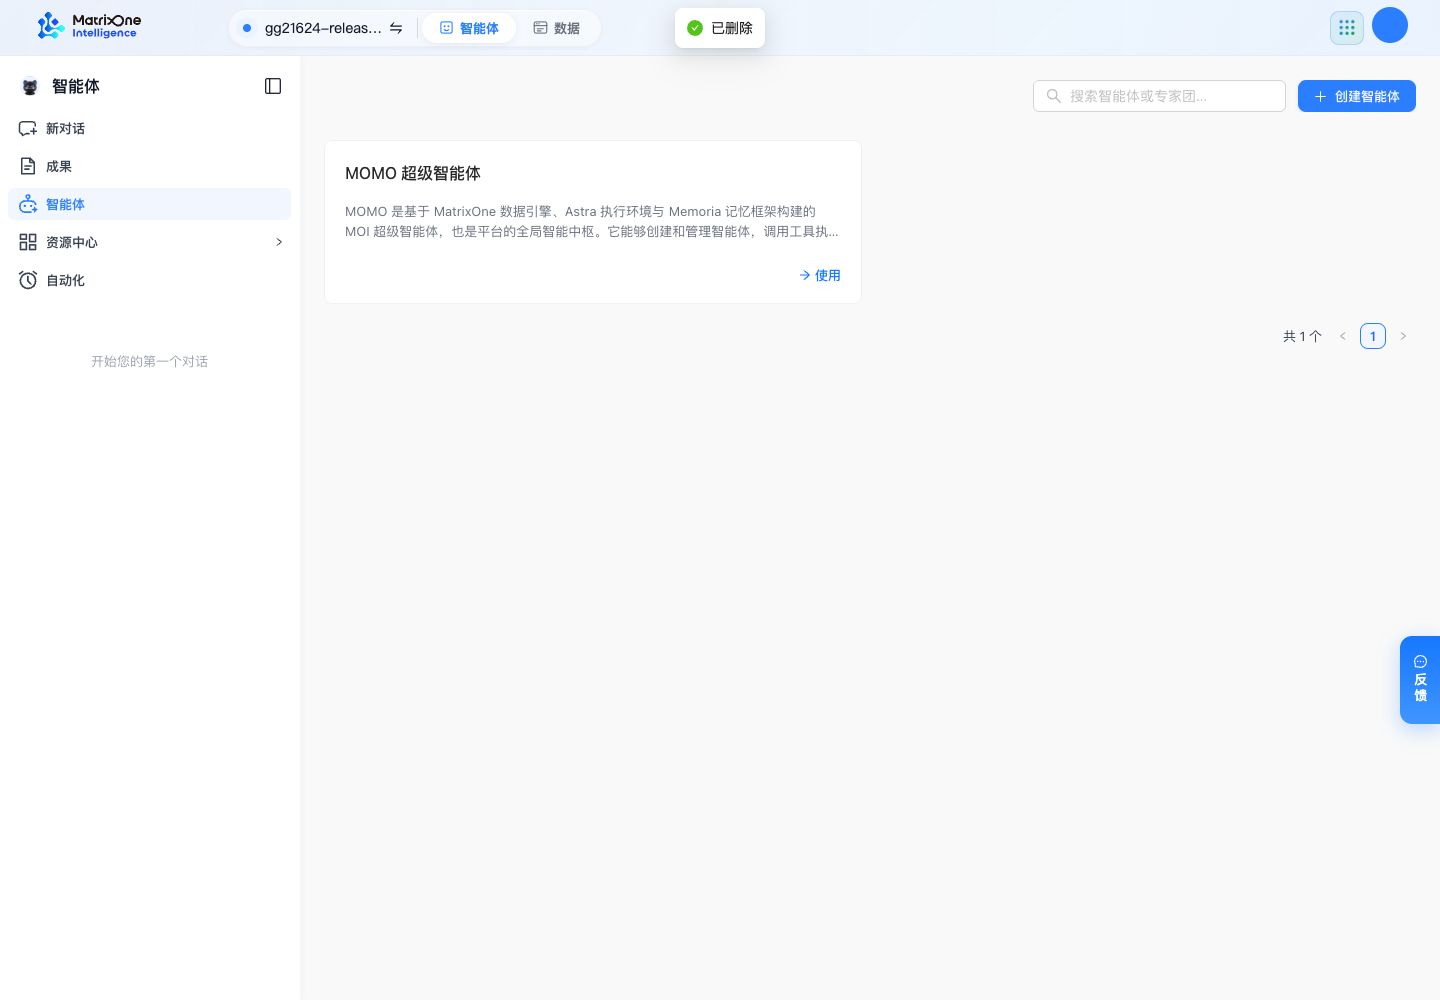 MatrixOne
Intelligence
gg21624-releas...
智能体
数据
已删除
智能体
新对话
成果
智能体
资源中心
自动化
开始您的第一个对话
搜索智能体或专家团...
创建智能体
MOMO 超级智能体
MOMO 是基于 MatrixOne 数据引擎、Astra 执行环境与 Memoria 记忆框架构建的
MOI 超级智能体，也是平台的全局智能中枢。它能够创建和管理智能体，调用工具执...
使用
共 1 个
1
反
馈